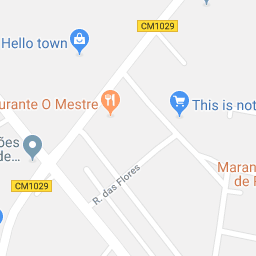 CM1029
Hello town
urante O Mestre
This is not
ões
de...
Maran
de F
CM1029
R. das Flores